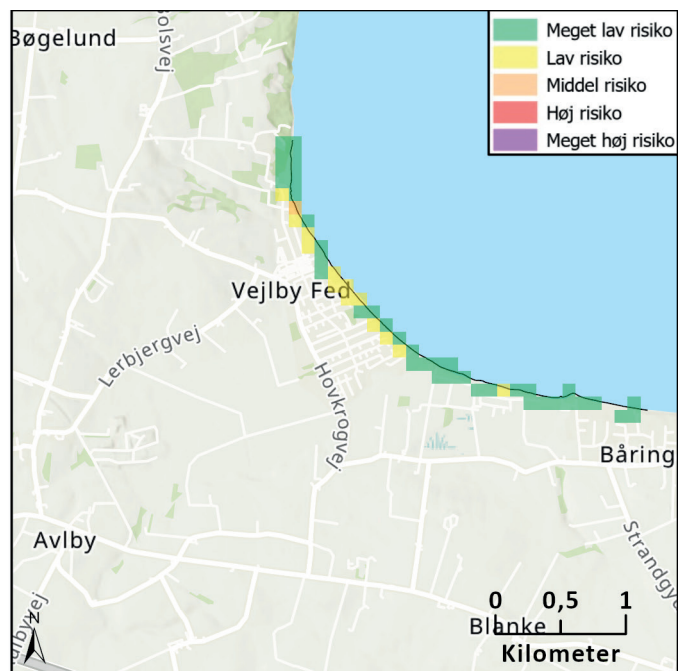 Bøgelund
Meget lav risiko
Lav risiko
Middel risiko
Høj risiko
Meget høj risiko
Vejlby Fed
Lerbjergvej
Hovkrogvej
Båring
Avlby
0 0,5 1
Blanke
Kilometer
N